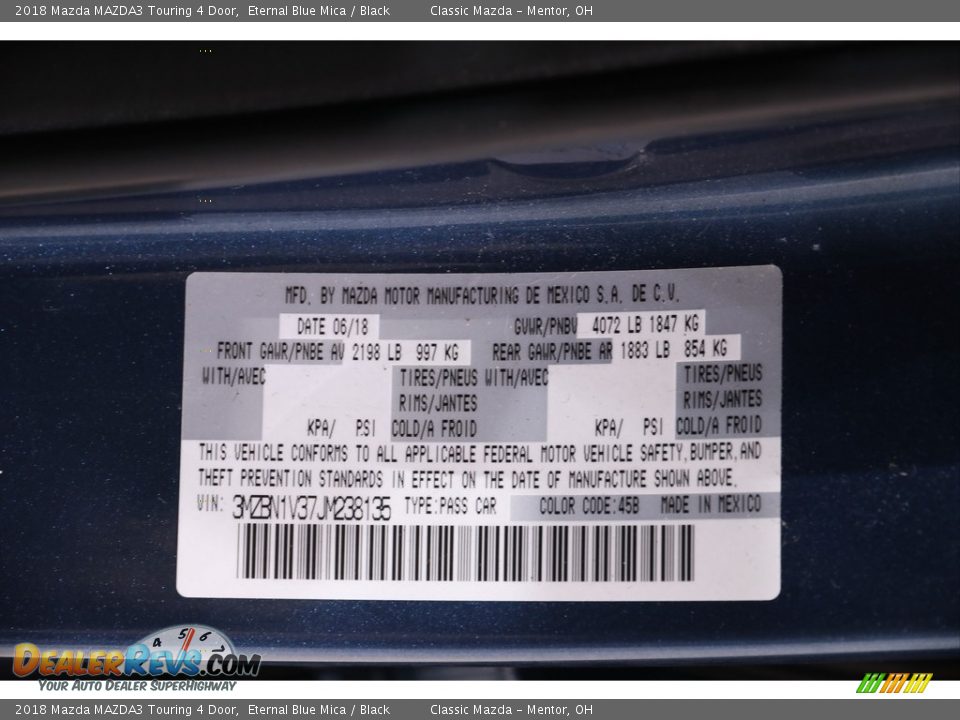 2018 Mazda MAZDA3 Touring 4 Door, Eternal Blue Mica / Black Classic Mazda - Mentor, OH
MFD. BY MAZDA MOTOR MANUFACTURING DE MEXICO S.A. DE C.V.
DATE 06/18 GVWR/PNBV 4072 LB 1847 KG
FRONT GAWR/PNBE AV 2198 LB 997 KG REAR GAWR/PNBE AR 1883 LB 854 KG
WITH/AVEC TIRES/PNEUS WITH/AVEC TIRES/PNEUS
RIMS/JANTES RIMS/JANTES
KPA/ PSI COLD/A FROID KPA/ PSI COLD/A FROID
THIS VEHICLE CONFORMS TO ALL APPLICABLE FEDERAL MOTOR VEHICLE SAFETY,BUMPER,AND
THEFT PREVENTION STANDARDS IN EFFECT ON THE DATE OF MANUFACTURE SHOWN ABOVE.
VIN: 3MZBN1V37JM238135 TYPE:PASS CAR COLOR CODE:45B MADE IN MEXICO
4 5 6 7
DEALERREVS.COM
YOUR AUTO DEALER SUPERHIGHWAY
2018 Mazda MAZDA3 Touring 4 Door, Eternal Blue Mica / Black Classic Mazda - Mentor, OH